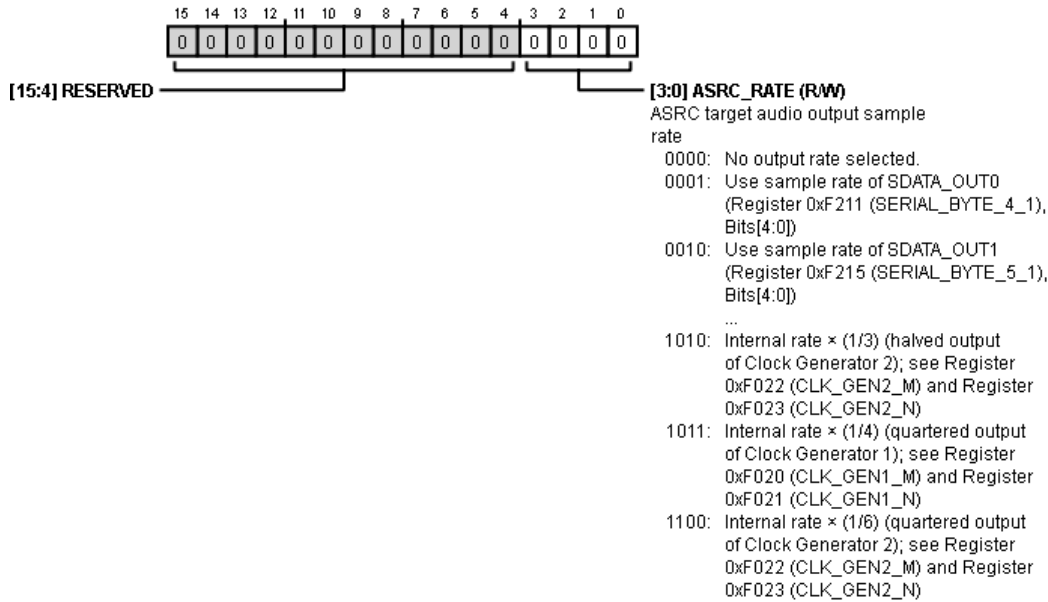 15 14 13 12 11 10 9 8 7 6 5 4 3 2 1 0
0 0 0 0 0 0 0 0 0 0 0 0 0 0 0 0
[15:4] RESERVED
[3:0] ASRC_RATE (R/W)
ASRC target audio output sample
rate
0000: No output rate selected.
0001: Use sample rate of SDATA_OUT0
(Register 0xF211 (SERIAL_BYTE_4_1),
Bits[4:0])
0010: Use sample rate of SDATA_OUT1
(Register 0xF215 (SERIAL_BYTE_5_1),
Bits[4:0])
...
1010: Internal rate × (1/3) (halved output
of Clock Generator 2); see Register
0xF022 (CLK_GEN2_M) and Register
0xF023 (CLK_GEN2_N)
1011: Internal rate × (1/4) (quartered output
of Clock Generator 1); see Register
0xF020 (CLK_GEN1_M) and Register
0xF021 (CLK_GEN1_N)
1100: Internal rate × (1/6) (quartered output
of Clock Generator 2); see Register
0xF022 (CLK_GEN2_M) and Register
0xF023 (CLK_GEN2_N)